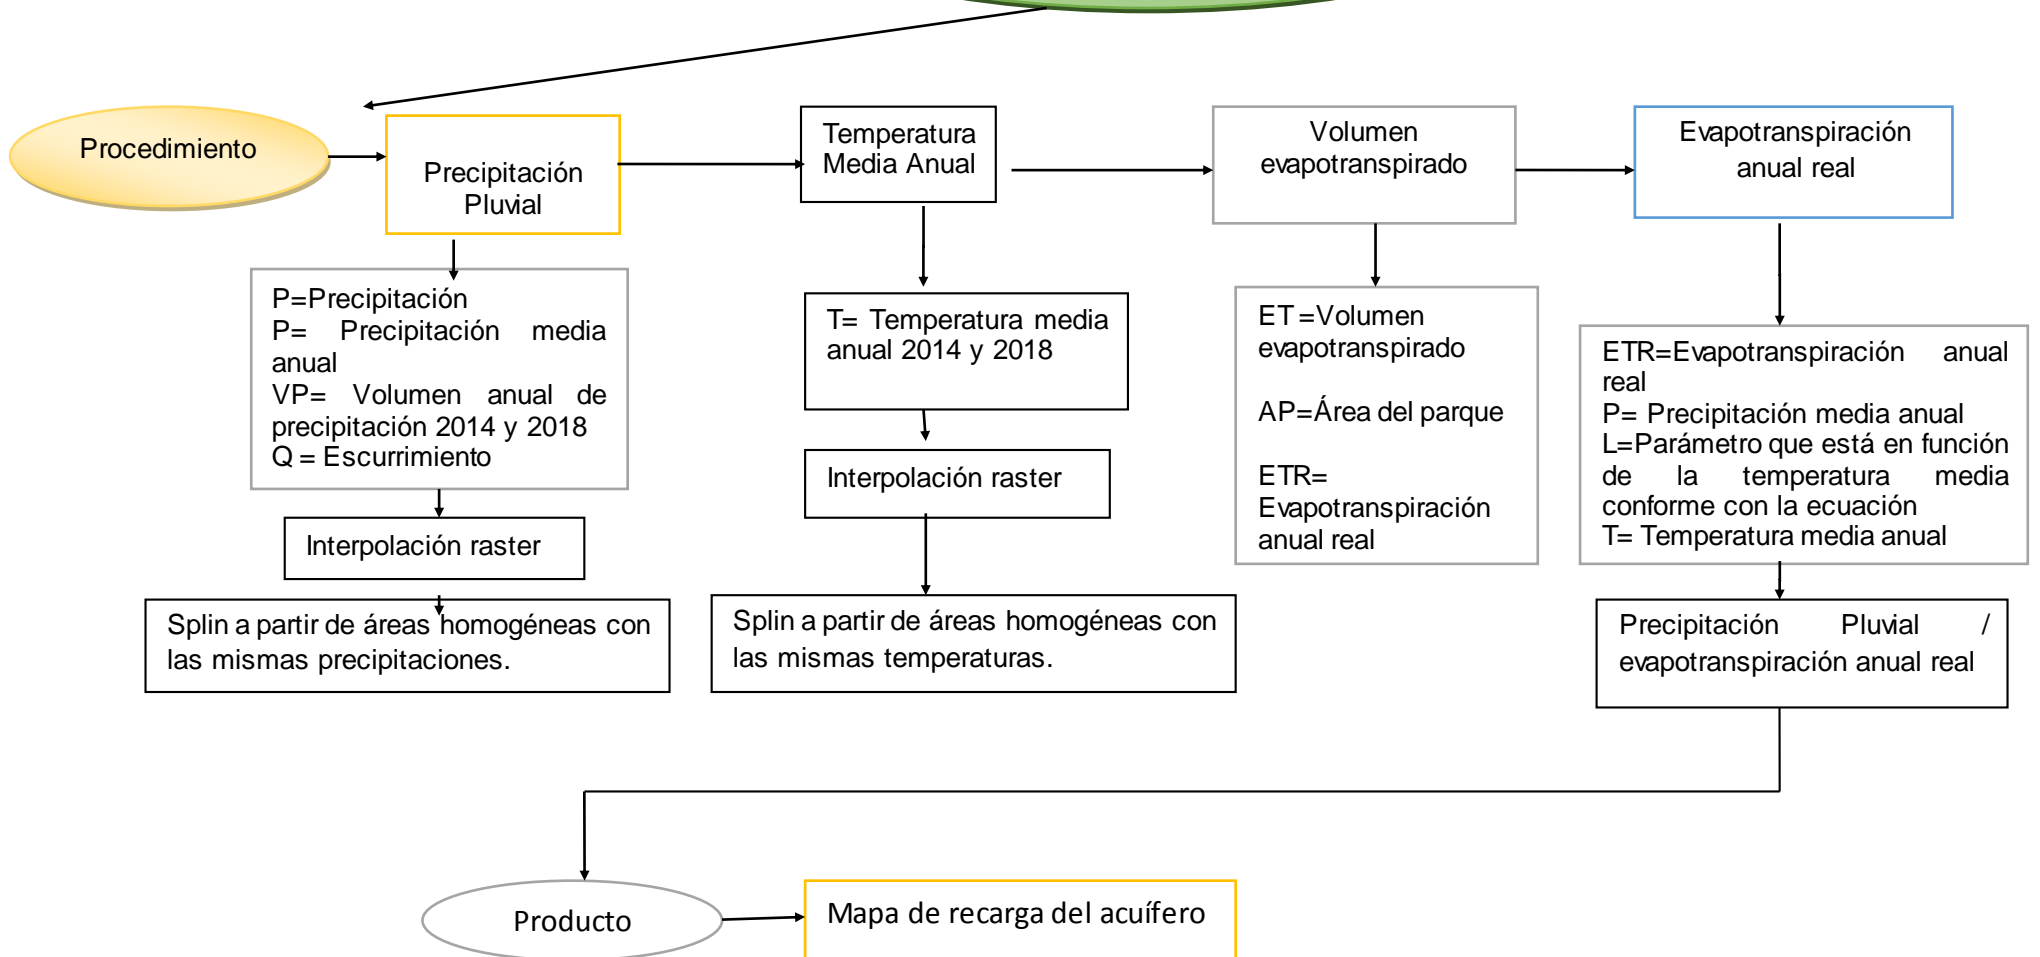 Procedimiento
Precipitación
Pluvial
Temperatura
Media Anual
Volumen
evapotranspirado
Evapotranspiración
anual real
P=Precipitación
P= Precipitación media
anual
VP= Volumen anual de
precipitación 2014 y 2018
Q = Escurrimiento
Interpolación raster
Splin a partir de áreas homogéneas con
las mismas precipitaciones.
T= Temperatura media
anual 2014 y 2018
Interpolación raster
Splin a partir de áreas homogéneas con
las mismas temperaturas.
ET =Volumen
evapotranspirado
AP=Área del parque
ETR=
Evapotranspiración
anual real
ETR=Evapotranspiración anual
real
P= Precipitación media anual
L=Parámetro que está en función
de la temperatura media
conforme con la ecuación
T= Temperatura media anual
Precipitación Pluvial /
evapotranspiración anual real
Producto
Mapa de recarga del acuífero